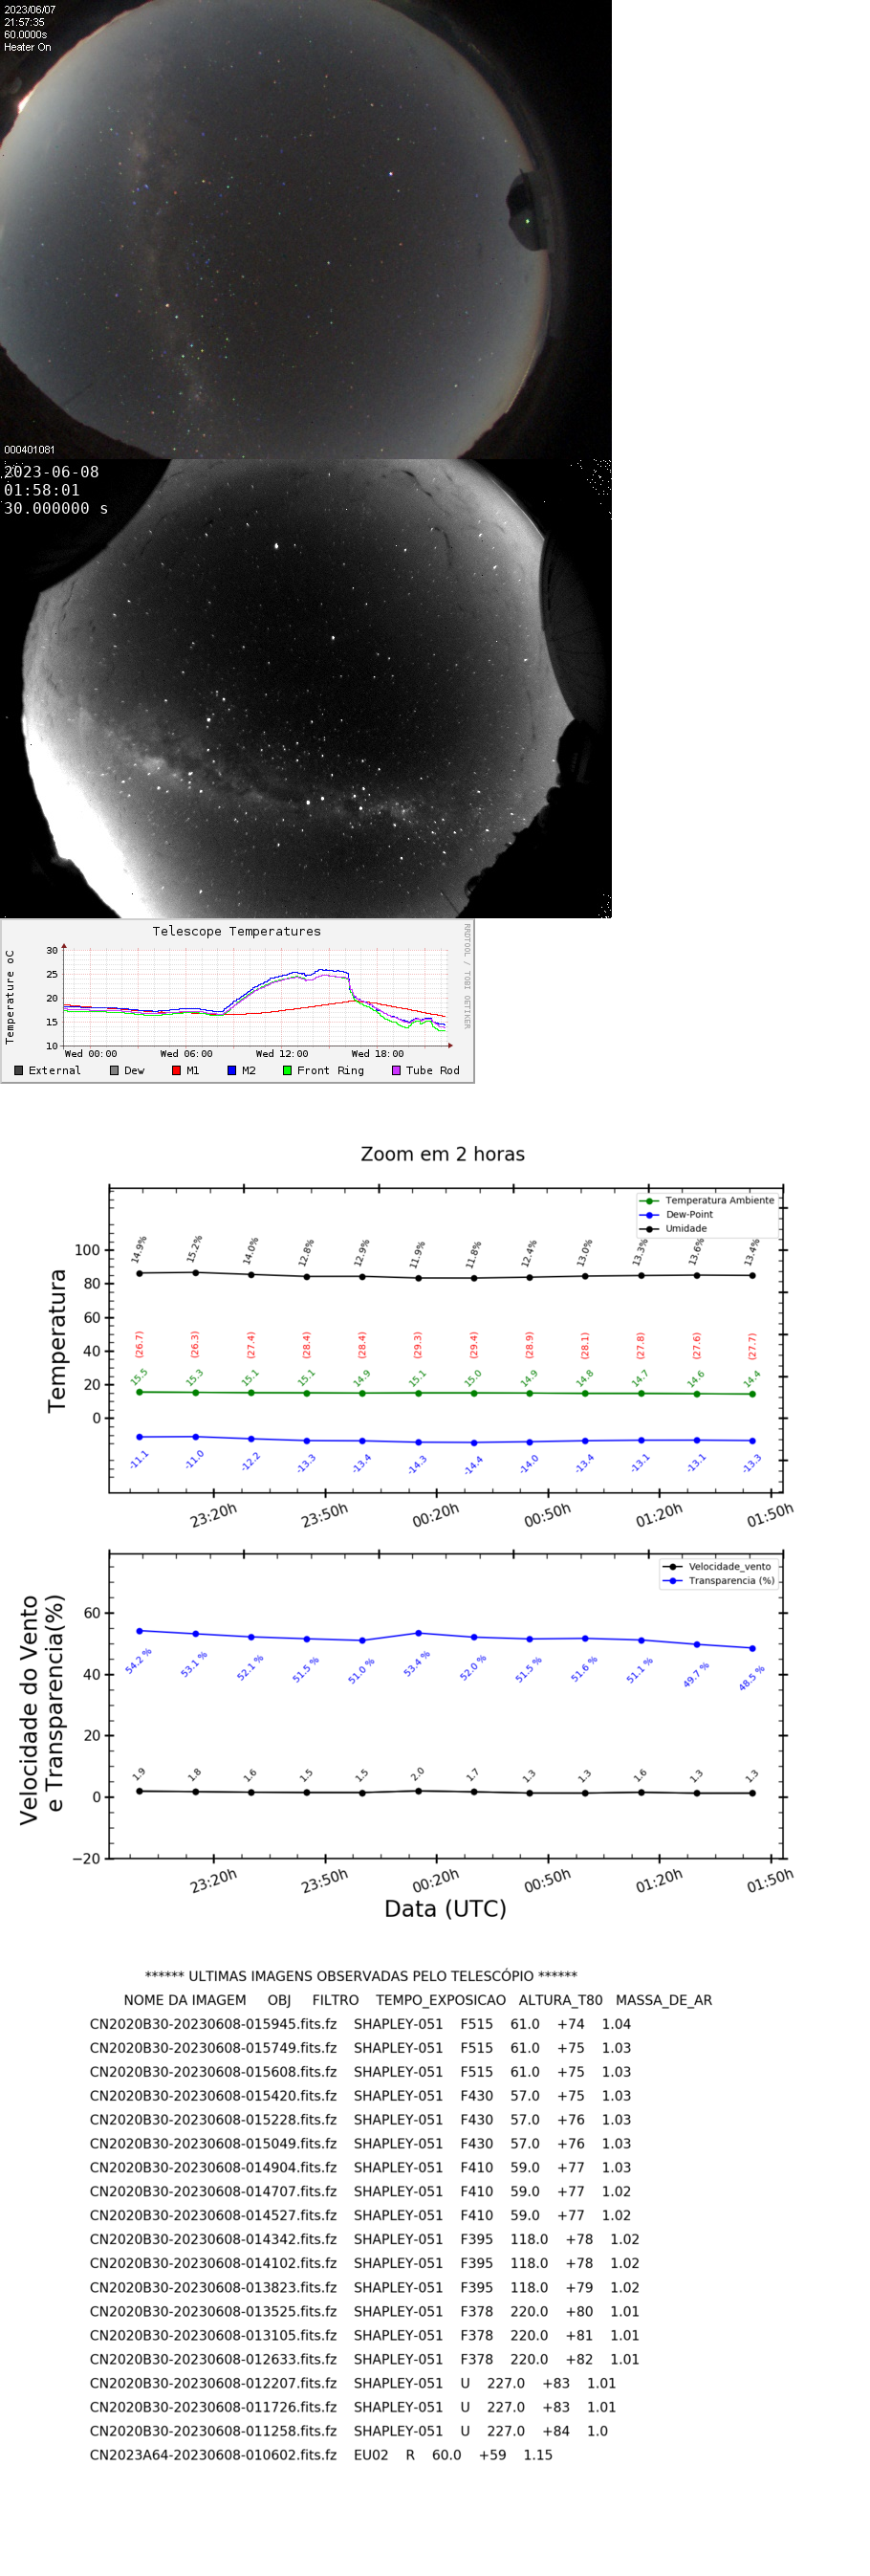 2023/06/07
21:57:35
60.0000s
Heater On
000401081
2023-06-08
01:58:01
30.000000 s
Telescope Temperatures
RRDTOOL / TOBI OETIKER
Temperature oC
30
25
20
15
10
Wed 00:00 Wed 06:00 Wed 12:00 Wed 18:00
External Dew M1 M2 Front Ring Tube Rod
Zoom em 2 horas
Temperatura Ambiente
Dew-Point
Umidade
Temperatura
100
80
60
40
20
0
14.9% 15.2% 14.0% 12.8% 12.9% 11.9% 11.8% 12.4% 13.0% 13.3% 13.6% 13.4%
(26.7) (26.3) (27.4) (28.4) (28.4) (29.3) (29.4) (28.9) (28.1) (27.8) (27.6) (27.7)
15.5 15.3 15.1 15.1 14.9 15.1 15.0 14.9 14.8 14.7 14.6 14.4
-11.1 -11.0 -12.2 -13.3 -13.4 -14.3 -14.4 -14.0 -13.4 -13.1 -13.1 -13.3
23:20h 23:50h 00:20h 00:50h 01:20h 01:50h
Velocidade_vento
Transparencia (%)
Velocidade do Vento
e Transparencia(%)
60
40
20
0
−20
54.2 % 53.1 % 52.1 % 51.5 % 51.0 % 53.4 % 52.0 % 51.5 % 51.6 % 51.1 % 49.7 % 48.5 %
1.9 1.8 1.6 1.5 1.5 2.0 1.7 1.3 1.3 1.6 1.3 1.3
23:20h 23:50h 00:20h 00:50h 01:20h 01:50h
Data (UTC)
****** ULTIMAS IMAGENS OBSERVADAS PELO TELESCÓPIO ******
NOME DA IMAGEM OBJ FILTRO TEMPO_EXPOSICAO ALTURA_T80 MASSA_DE_AR
CN2020B30-20230608-015945.fits.fz SHAPLEY-051 F515 61.0 +74 1.04
CN2020B30-20230608-015749.fits.fz SHAPLEY-051 F515 61.0 +75 1.03
CN2020B30-20230608-015608.fits.fz SHAPLEY-051 F515 61.0 +75 1.03
CN2020B30-20230608-015420.fits.fz SHAPLEY-051 F430 57.0 +75 1.03
CN2020B30-20230608-015228.fits.fz SHAPLEY-051 F430 57.0 +76 1.03
CN2020B30-20230608-015049.fits.fz SHAPLEY-051 F430 57.0 +76 1.03
CN2020B30-20230608-014904.fits.fz SHAPLEY-051 F410 59.0 +77 1.03
CN2020B30-20230608-014707.fits.fz SHAPLEY-051 F410 59.0 +77 1.02
CN2020B30-20230608-014527.fits.fz SHAPLEY-051 F410 59.0 +77 1.02
CN2020B30-20230608-014342.fits.fz SHAPLEY-051 F395 118.0 +78 1.02
CN2020B30-20230608-014102.fits.fz SHAPLEY-051 F395 118.0 +78 1.02
CN2020B30-20230608-013823.fits.fz SHAPLEY-051 F395 118.0 +79 1.02
CN2020B30-20230608-013525.fits.fz SHAPLEY-051 F378 220.0 +80 1.01
CN2020B30-20230608-013105.fits.fz SHAPLEY-051 F378 220.0 +81 1.01
CN2020B30-20230608-012633.fits.fz SHAPLEY-051 F378 220.0 +82 1.01
CN2020B30-20230608-012207.fits.fz SHAPLEY-051 U 227.0 +83 1.01
CN2020B30-20230608-011726.fits.fz SHAPLEY-051 U 227.0 +83 1.01
CN2020B30-20230608-011258.fits.fz SHAPLEY-051 U 227.0 +84 1.0
CN2023A64-20230608-010602.fits.fz EU02 R 60.0 +59 1.15